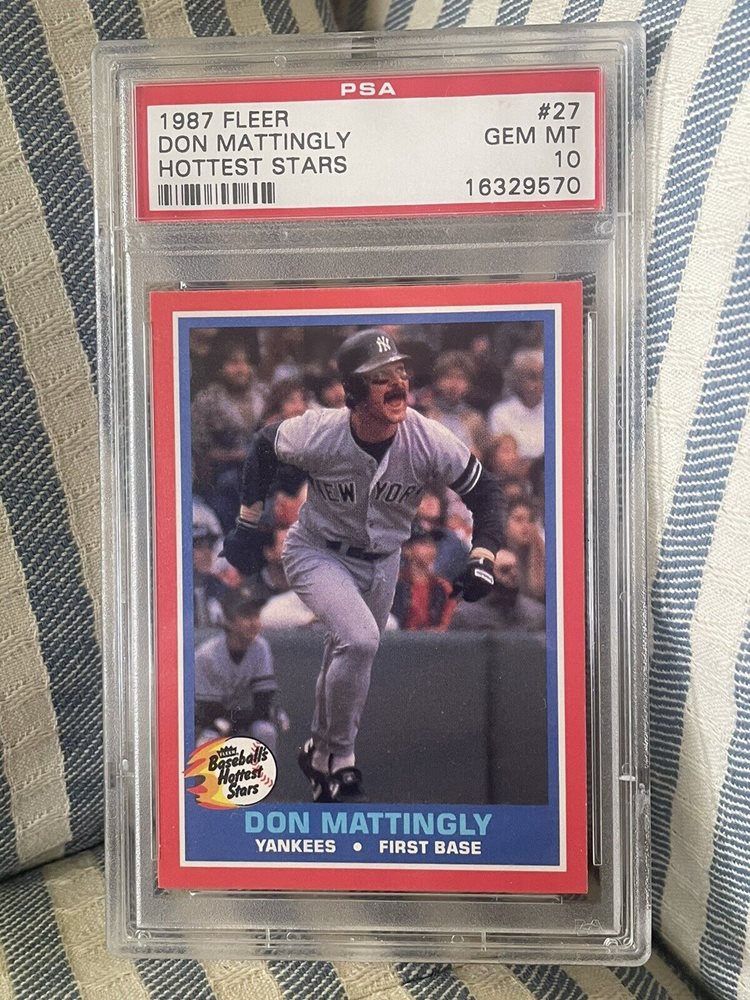 PSA
1987 FLEER #27
DON MATTINGLY GEM MT
HOTTEST STARS 10
16329570
NY
NEW YORK
FLEER
Baseball's
Hottest
Stars
DON MATTINGLY
YANKEES • FIRST BASE